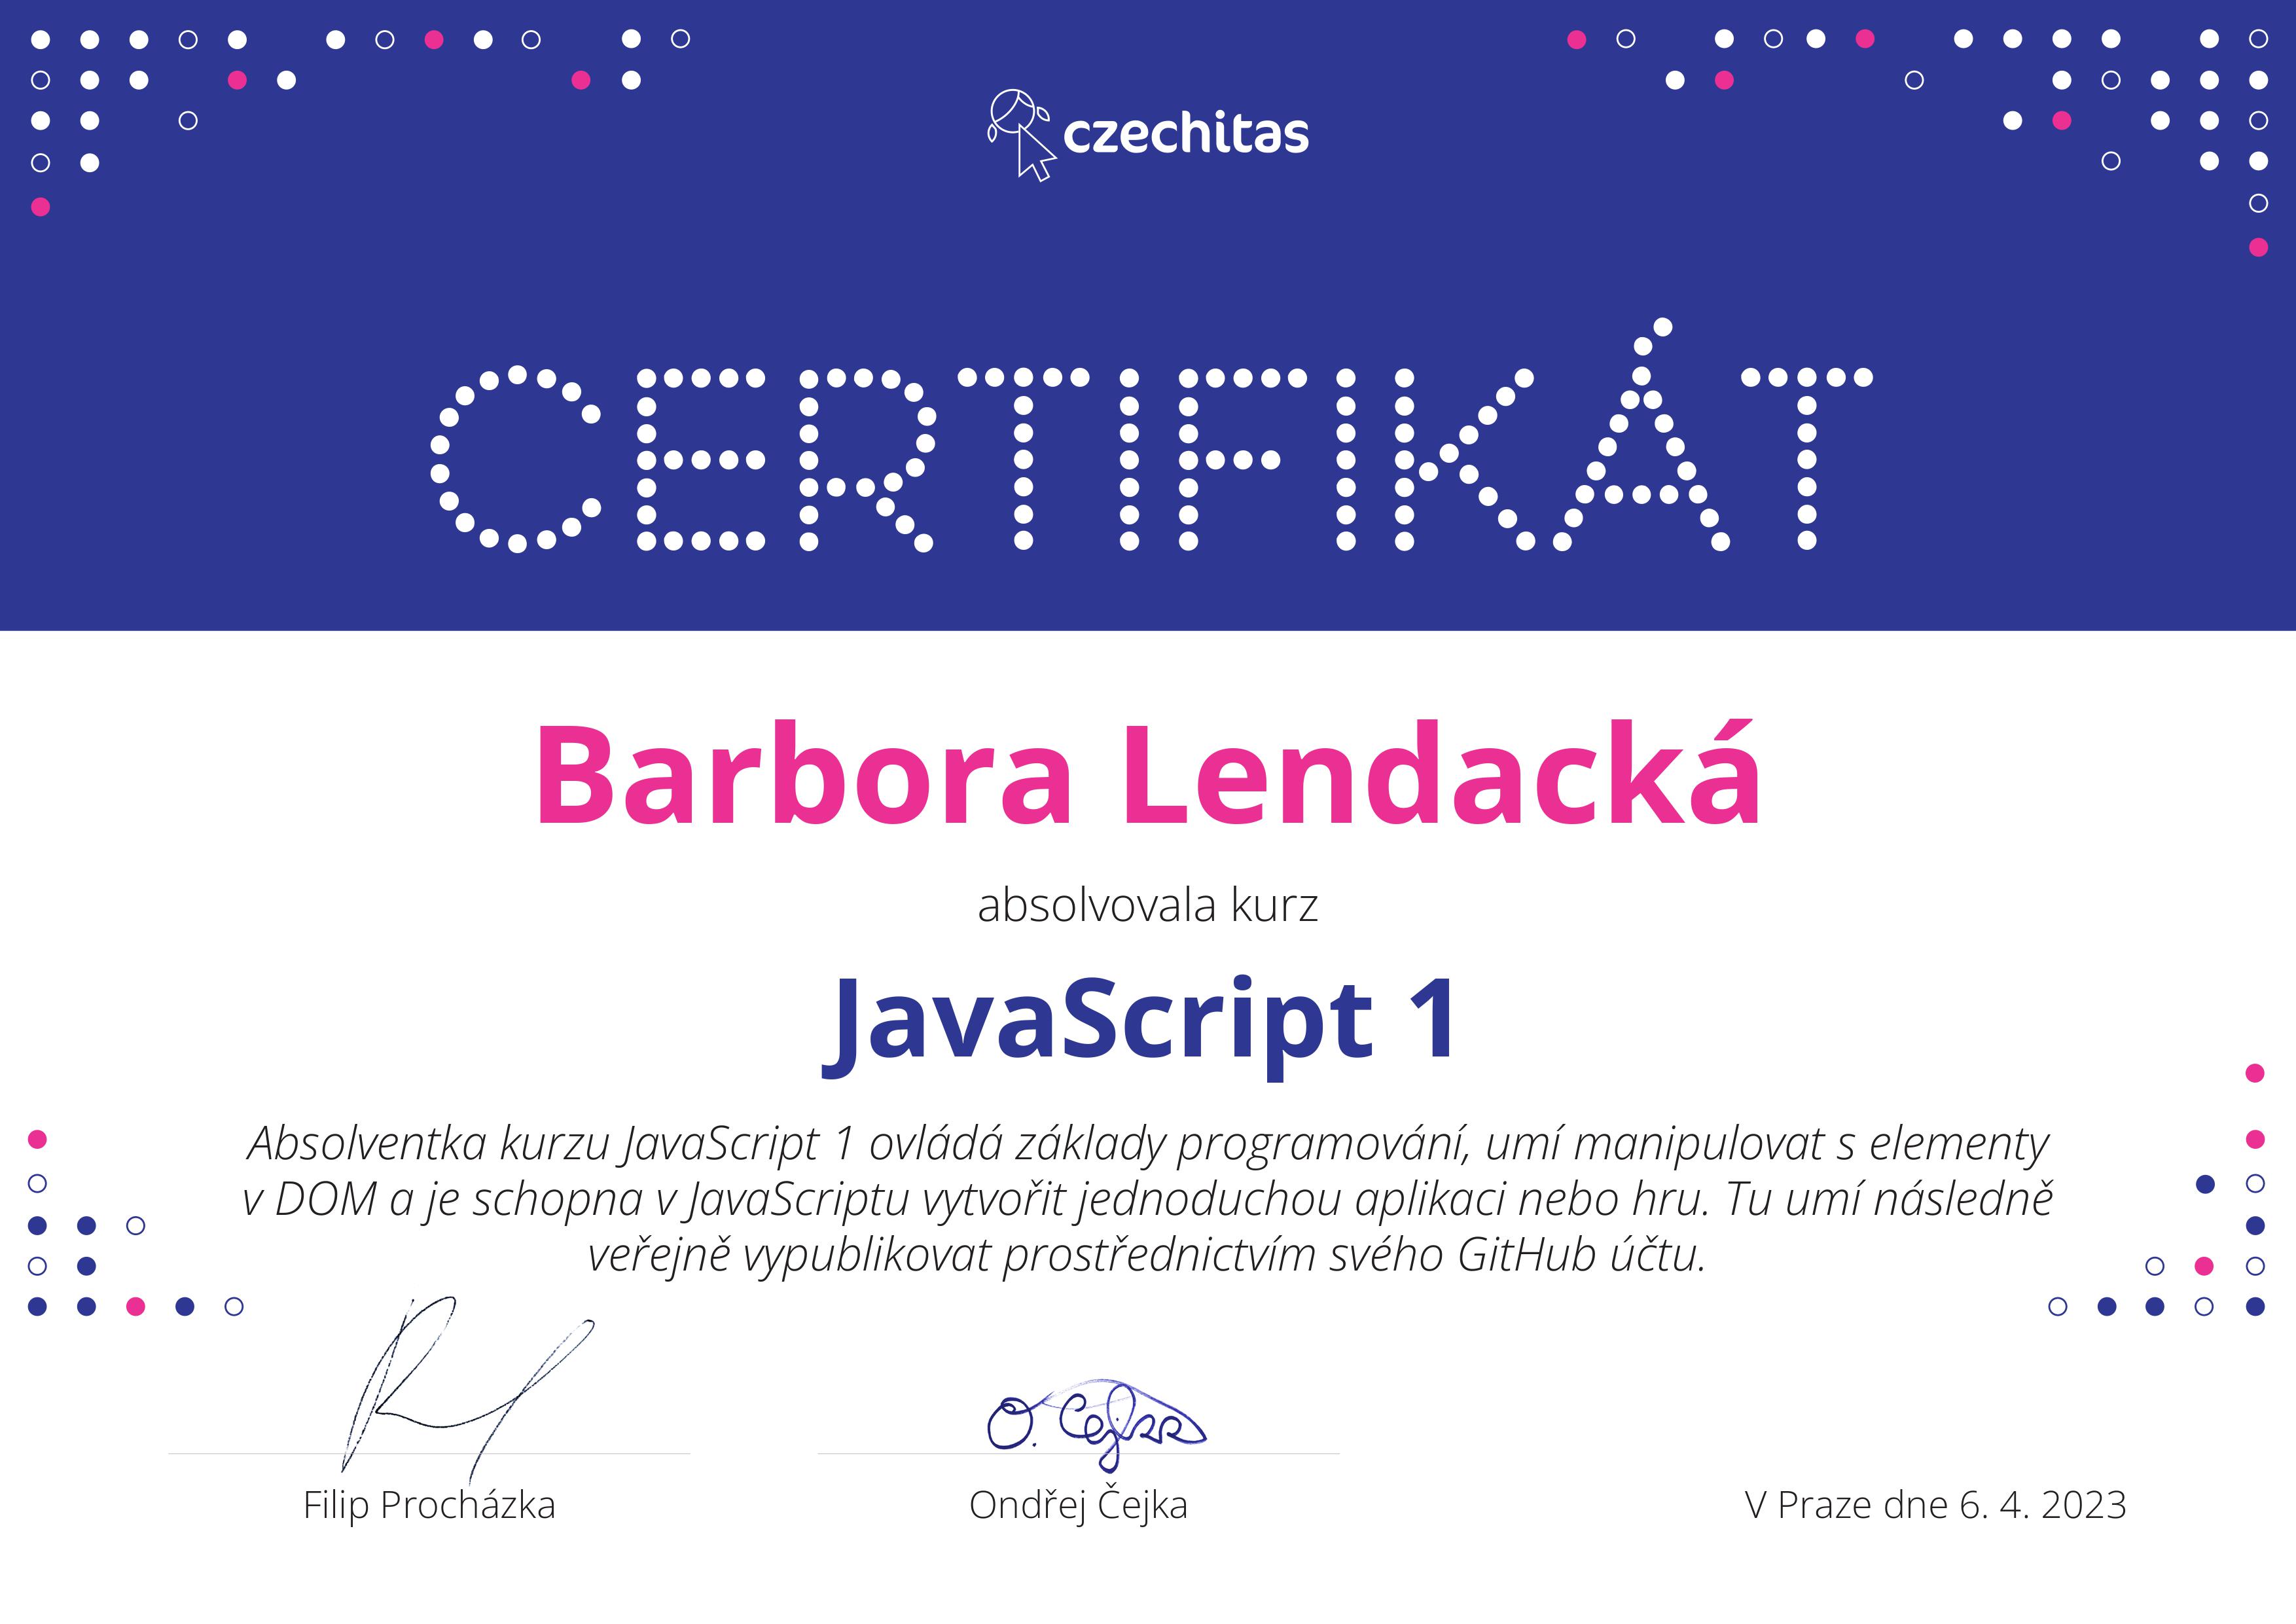 czechitas
CERTIFIKÁT
Barbora Lendacká
absolvovala kurz
JavaScript 1
Absolventka kurzu JavaScript 1 ovládá základy programování, umí manipulovat s elementy
v DOM a je schopna v JavaScriptu vytvořit jednoduchou aplikaci nebo hru. Tu umí následně
veřejně vypublikovat prostřednictvím svého GitHub účtu.
O. Čejka
Filip Procházka
Ondřej Čejka
V Praze dne 6. 4. 2023